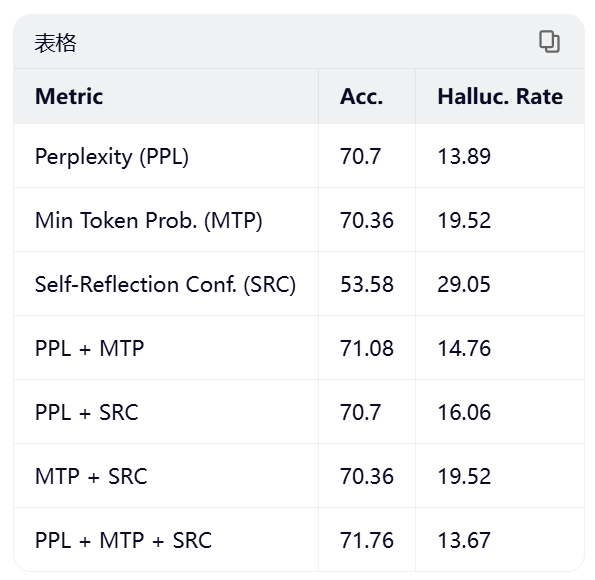 表格
Metric Acc. Halluc. Rate
Perplexity (PPL) 70.7 13.89
Min Token Prob. (MTP) 70.36 19.52
Self-Reflection Conf. (SRC) 53.58 29.05
PPL + MTP 71.08 14.76
PPL + SRC 70.7 16.06
MTP + SRC 70.36 19.52
PPL + MTP + SRC 71.76 13.67